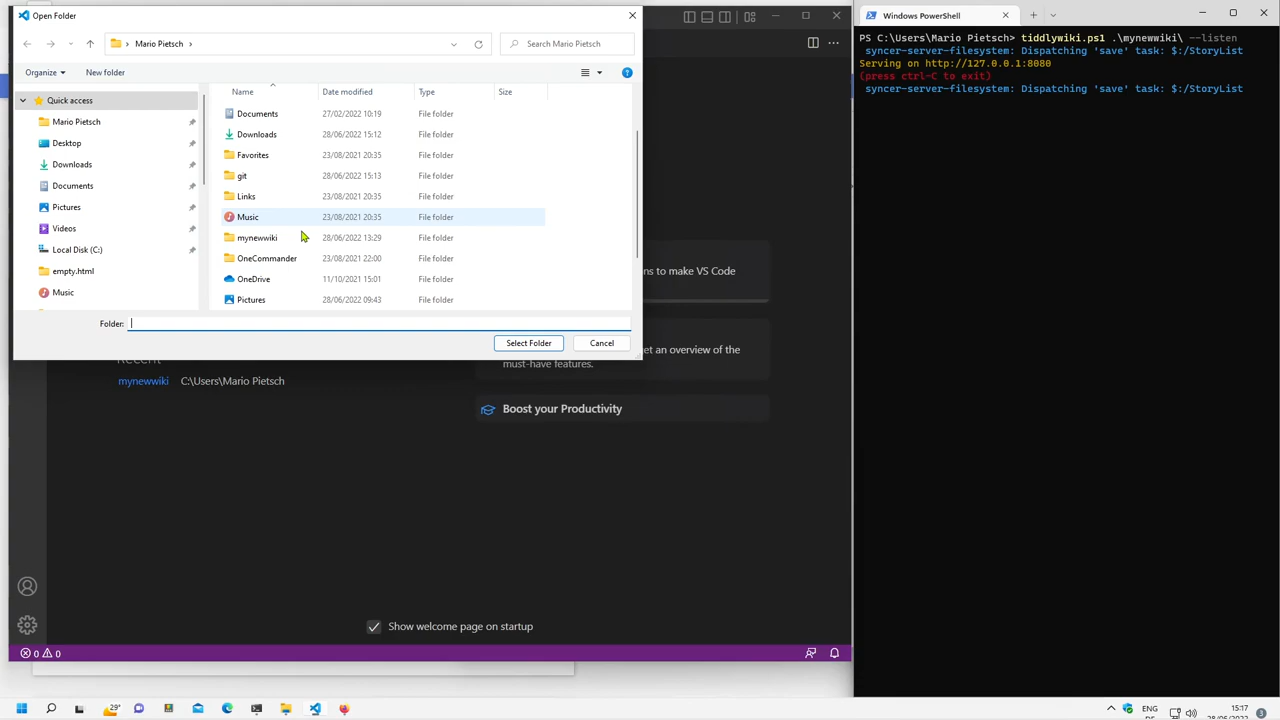 Open Folder
Mario Pietsch
Search Mario Pietsch
Organize
New folder
Quick access
Mario Pietsch
Desktop
Downloads
Documents
Pictures
Videos
Local Disk (C:)
empty.html
Music
Name Date modified Type Size
Documents 27/02/2022 10:19 File folder
Downloads 28/06/2022 15:12 File folder
Favorites 23/08/2021 20:35 File folder
git 28/06/2022 15:13 File folder
Links 23/08/2021 20:35 File folder
Music 23/08/2021 20:35 File folder
mynewwiki 28/06/2022 13:29 File folder
OneCommander 23/08/2021 22:00 File folder
OneDrive 11/10/2021 15:01 File folder
Pictures 28/06/2022 09:43 File folder
Folder:
Select Folder
Cancel
ns to make VS Code
et an overview of the
must-have features.
Recent
mynewwiki C:\Users\Mario Pietsch
Boost your Productivity
Show welcome page on startup
0 0
Windows PowerShell
PS C:\Users\Mario Pietsch> tiddlywiki.ps1 .\mynewwiki\ --listen
syncer-server-filesystem: Dispatching 'save' task: $:/StoryList
Serving on http://127.0.0.1:8080
(press ctrl-C to exit)
syncer-server-filesystem: Dispatching 'save' task: $:/StoryList
29°
ENG
15:17
28/06/2022